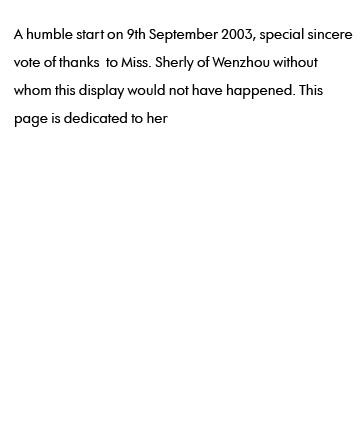 A humble start on 9th September 2003, special sincere
vote of thanks  to Miss. Sherly of Wenzhou without
whom this display would not have happened. This
page is dedicated to her